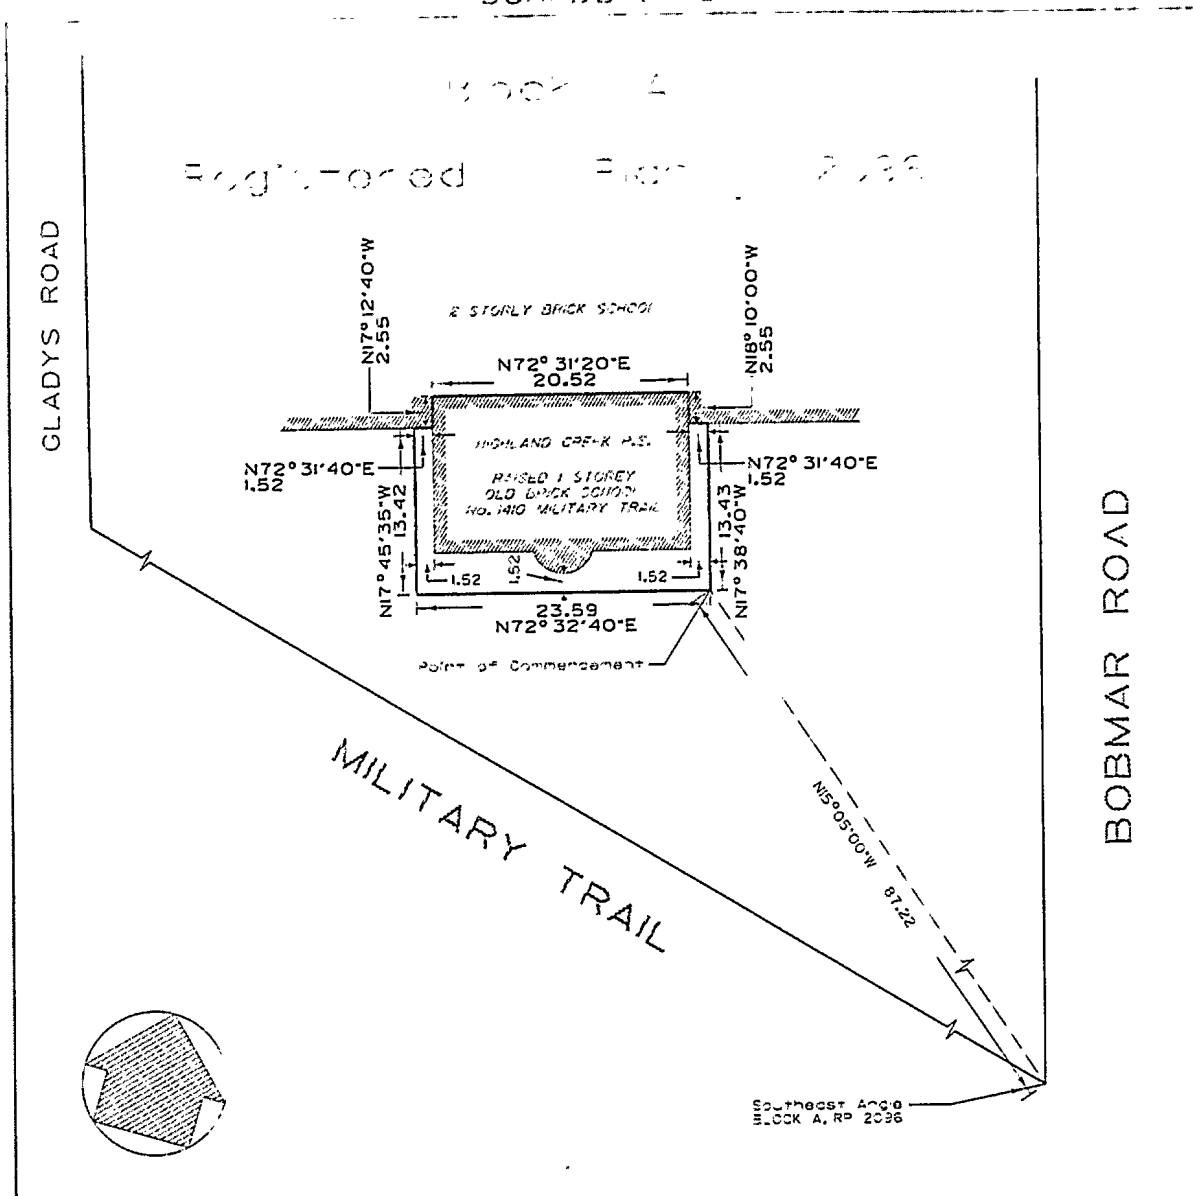 Block A
Registered Plan 2096
GLADYS ROAD
N17°12'40"W
2.55
2 STOREY BRICK SCHOOL
N18°10'00"W
2.55
N72°31'20"E
20.52
HIGHLAND CREEK P.S.
RAISED 1 STOREY
OLD BRICK SCHOOL
No. 1410 MILITARY TRAIL
N72°31'40"E
1.52
N72°31'40"E
1.52
N17°45'35"W
13.42
13.43
N17°38'40"W
1.52
1.52
1.52
23.59
N72°32'40"E
Point of Commencement
MILITARY TRAIL
BOBMAR ROAD
N15°05'00"W 87.22
Southeast Angle
BLOCK A, RP 2096